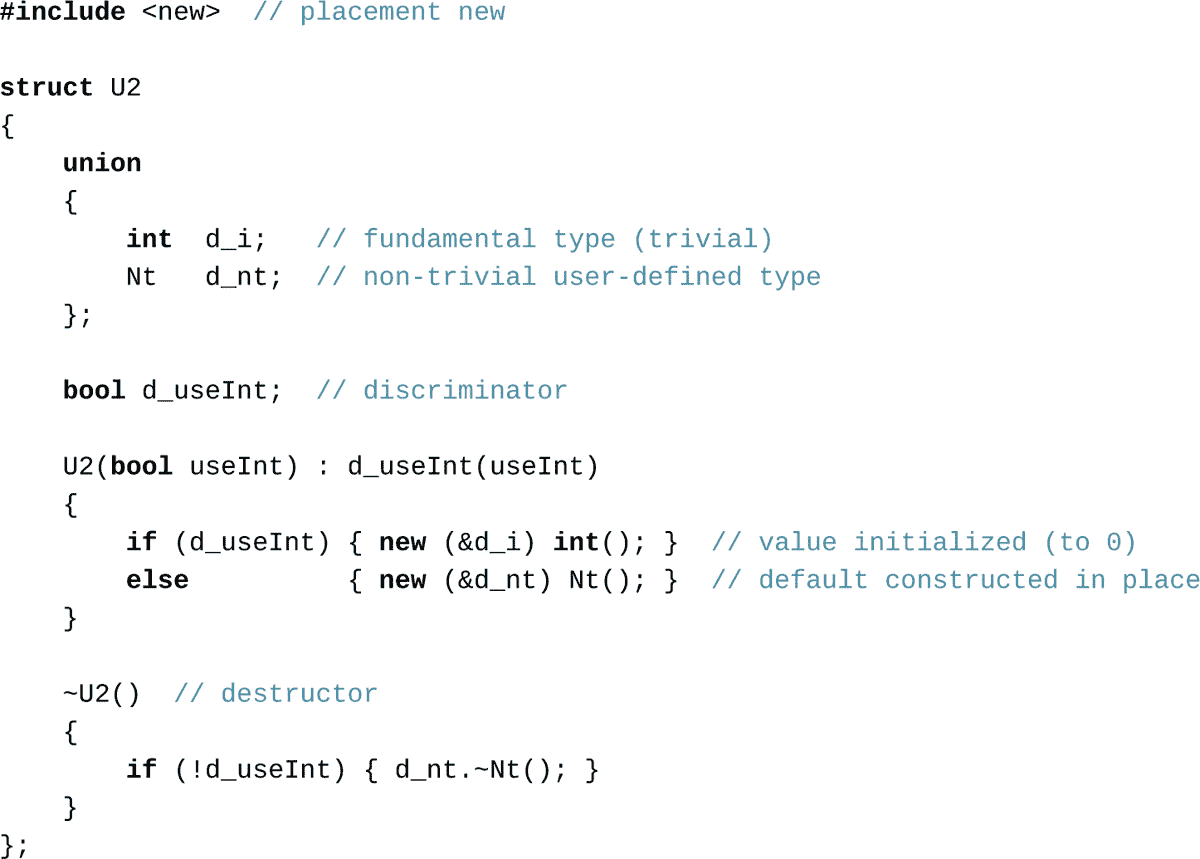 #include <new>  // placement new

struct U2
{
    union
    {
        int  d_i;   // fundamental type (trivial)
        Nt   d_nt;  // non-trivial user-defined type
    };

    bool d_useInt;  // discriminator

    U2(bool useInt) : d_useInt(useInt)
    {
        if (d_useInt) { new (&d_i) int(); }  // value initialized (to 0)
        else          { new (&d_nt) Nt(); }  // default constructed in place
    }

    ~U2()  // destructor
    {
        if (!d_useInt) { d_nt.~Nt(); }
    }
};